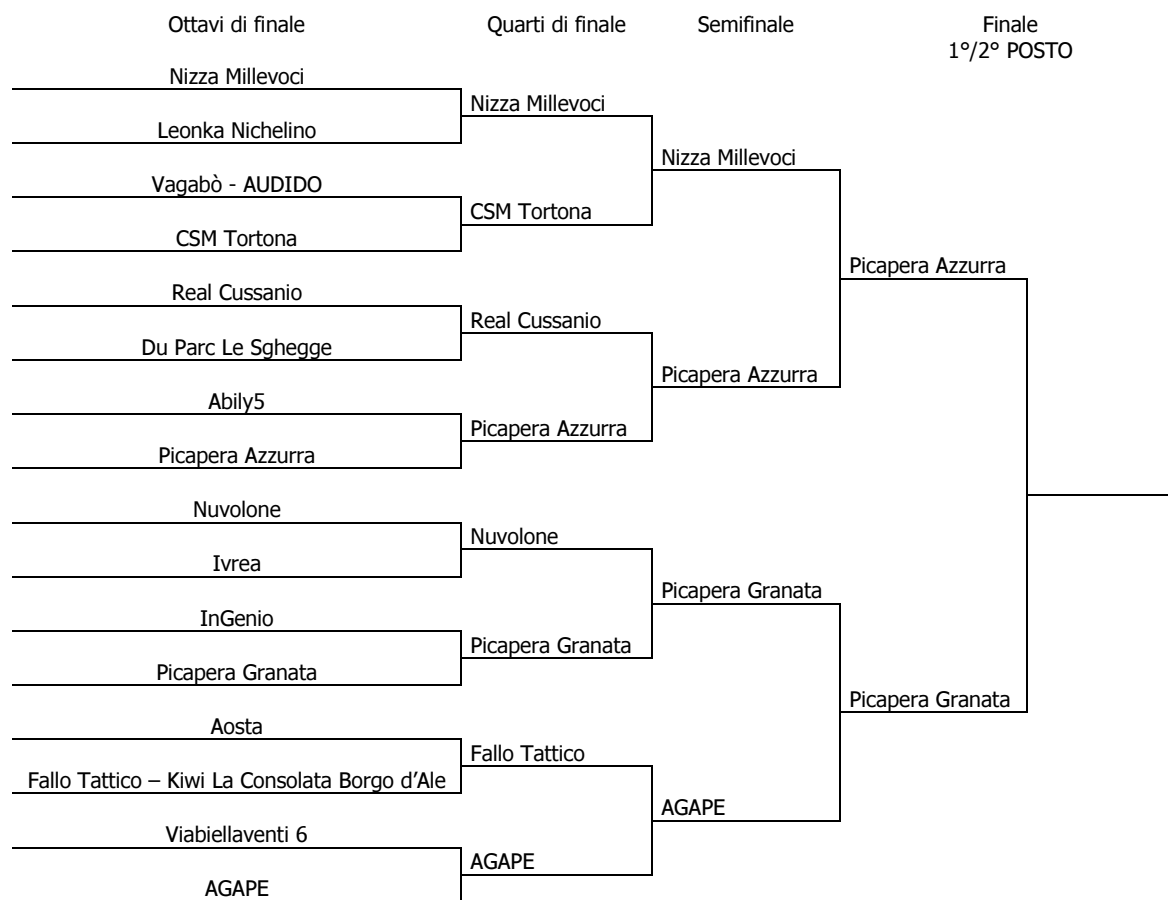 Ottavi di finale
Quarti di finale
Semifinale
Finale
1°/2° POSTO
Nizza Millevoci
Nizza Millevoci
Leonka Nichelino
Nizza Millevoci
Vagabò - AUDIDO
CSM Tortona
CSM Tortona
Picapera Azzurra
Real Cussanio
Real Cussanio
Du Parc Le Sghegge
Picapera Azzurra
Abily5
Picapera Azzurra
Picapera Azzurra
Nuvolone
Nuvolone
Ivrea
Picapera Granata
InGenio
Picapera Granata
Picapera Granata
Picapera Granata
Aosta
Fallo Tattico
Fallo Tattico – Kiwi La Consolata Borgo d’Ale
AGAPE
Viabiellaventi 6
AGAPE
AGAPE